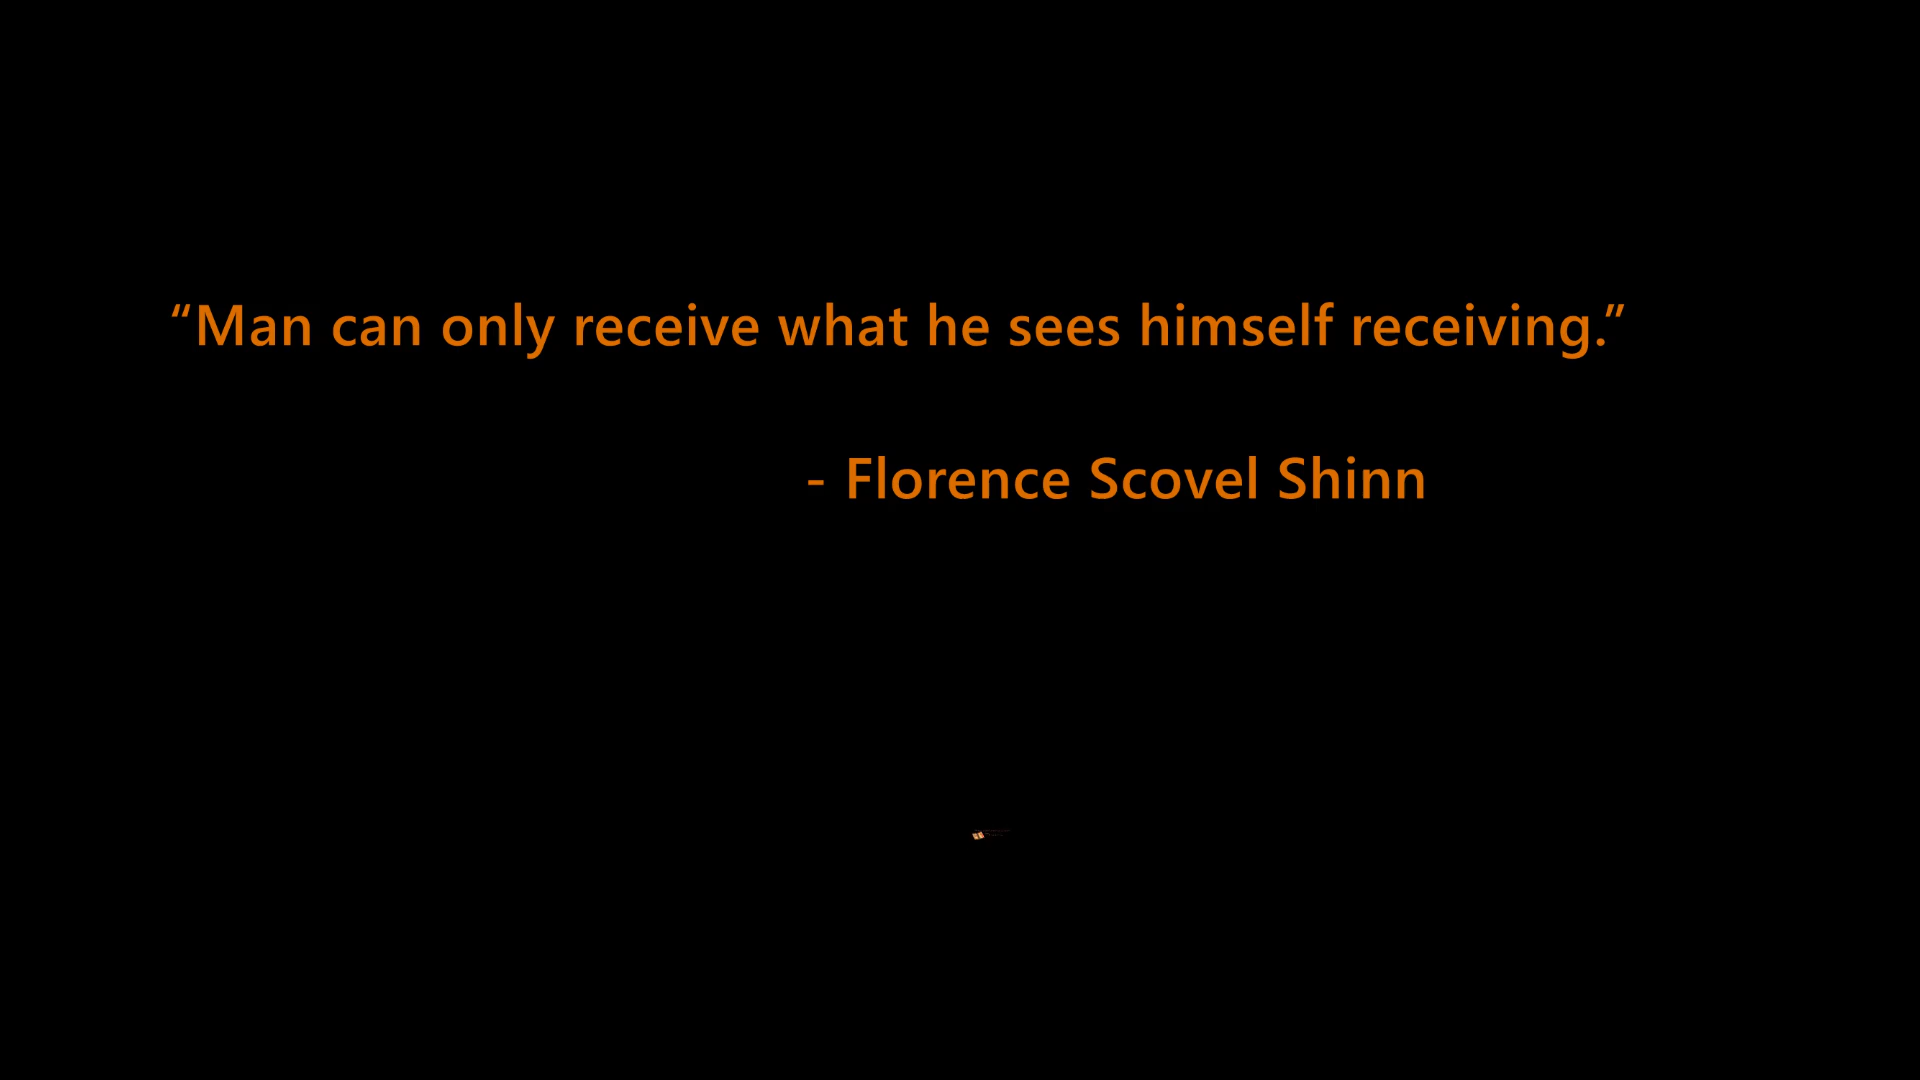 “Man can only receive what he sees himself receiving.”
- Florence Scovel Shinn